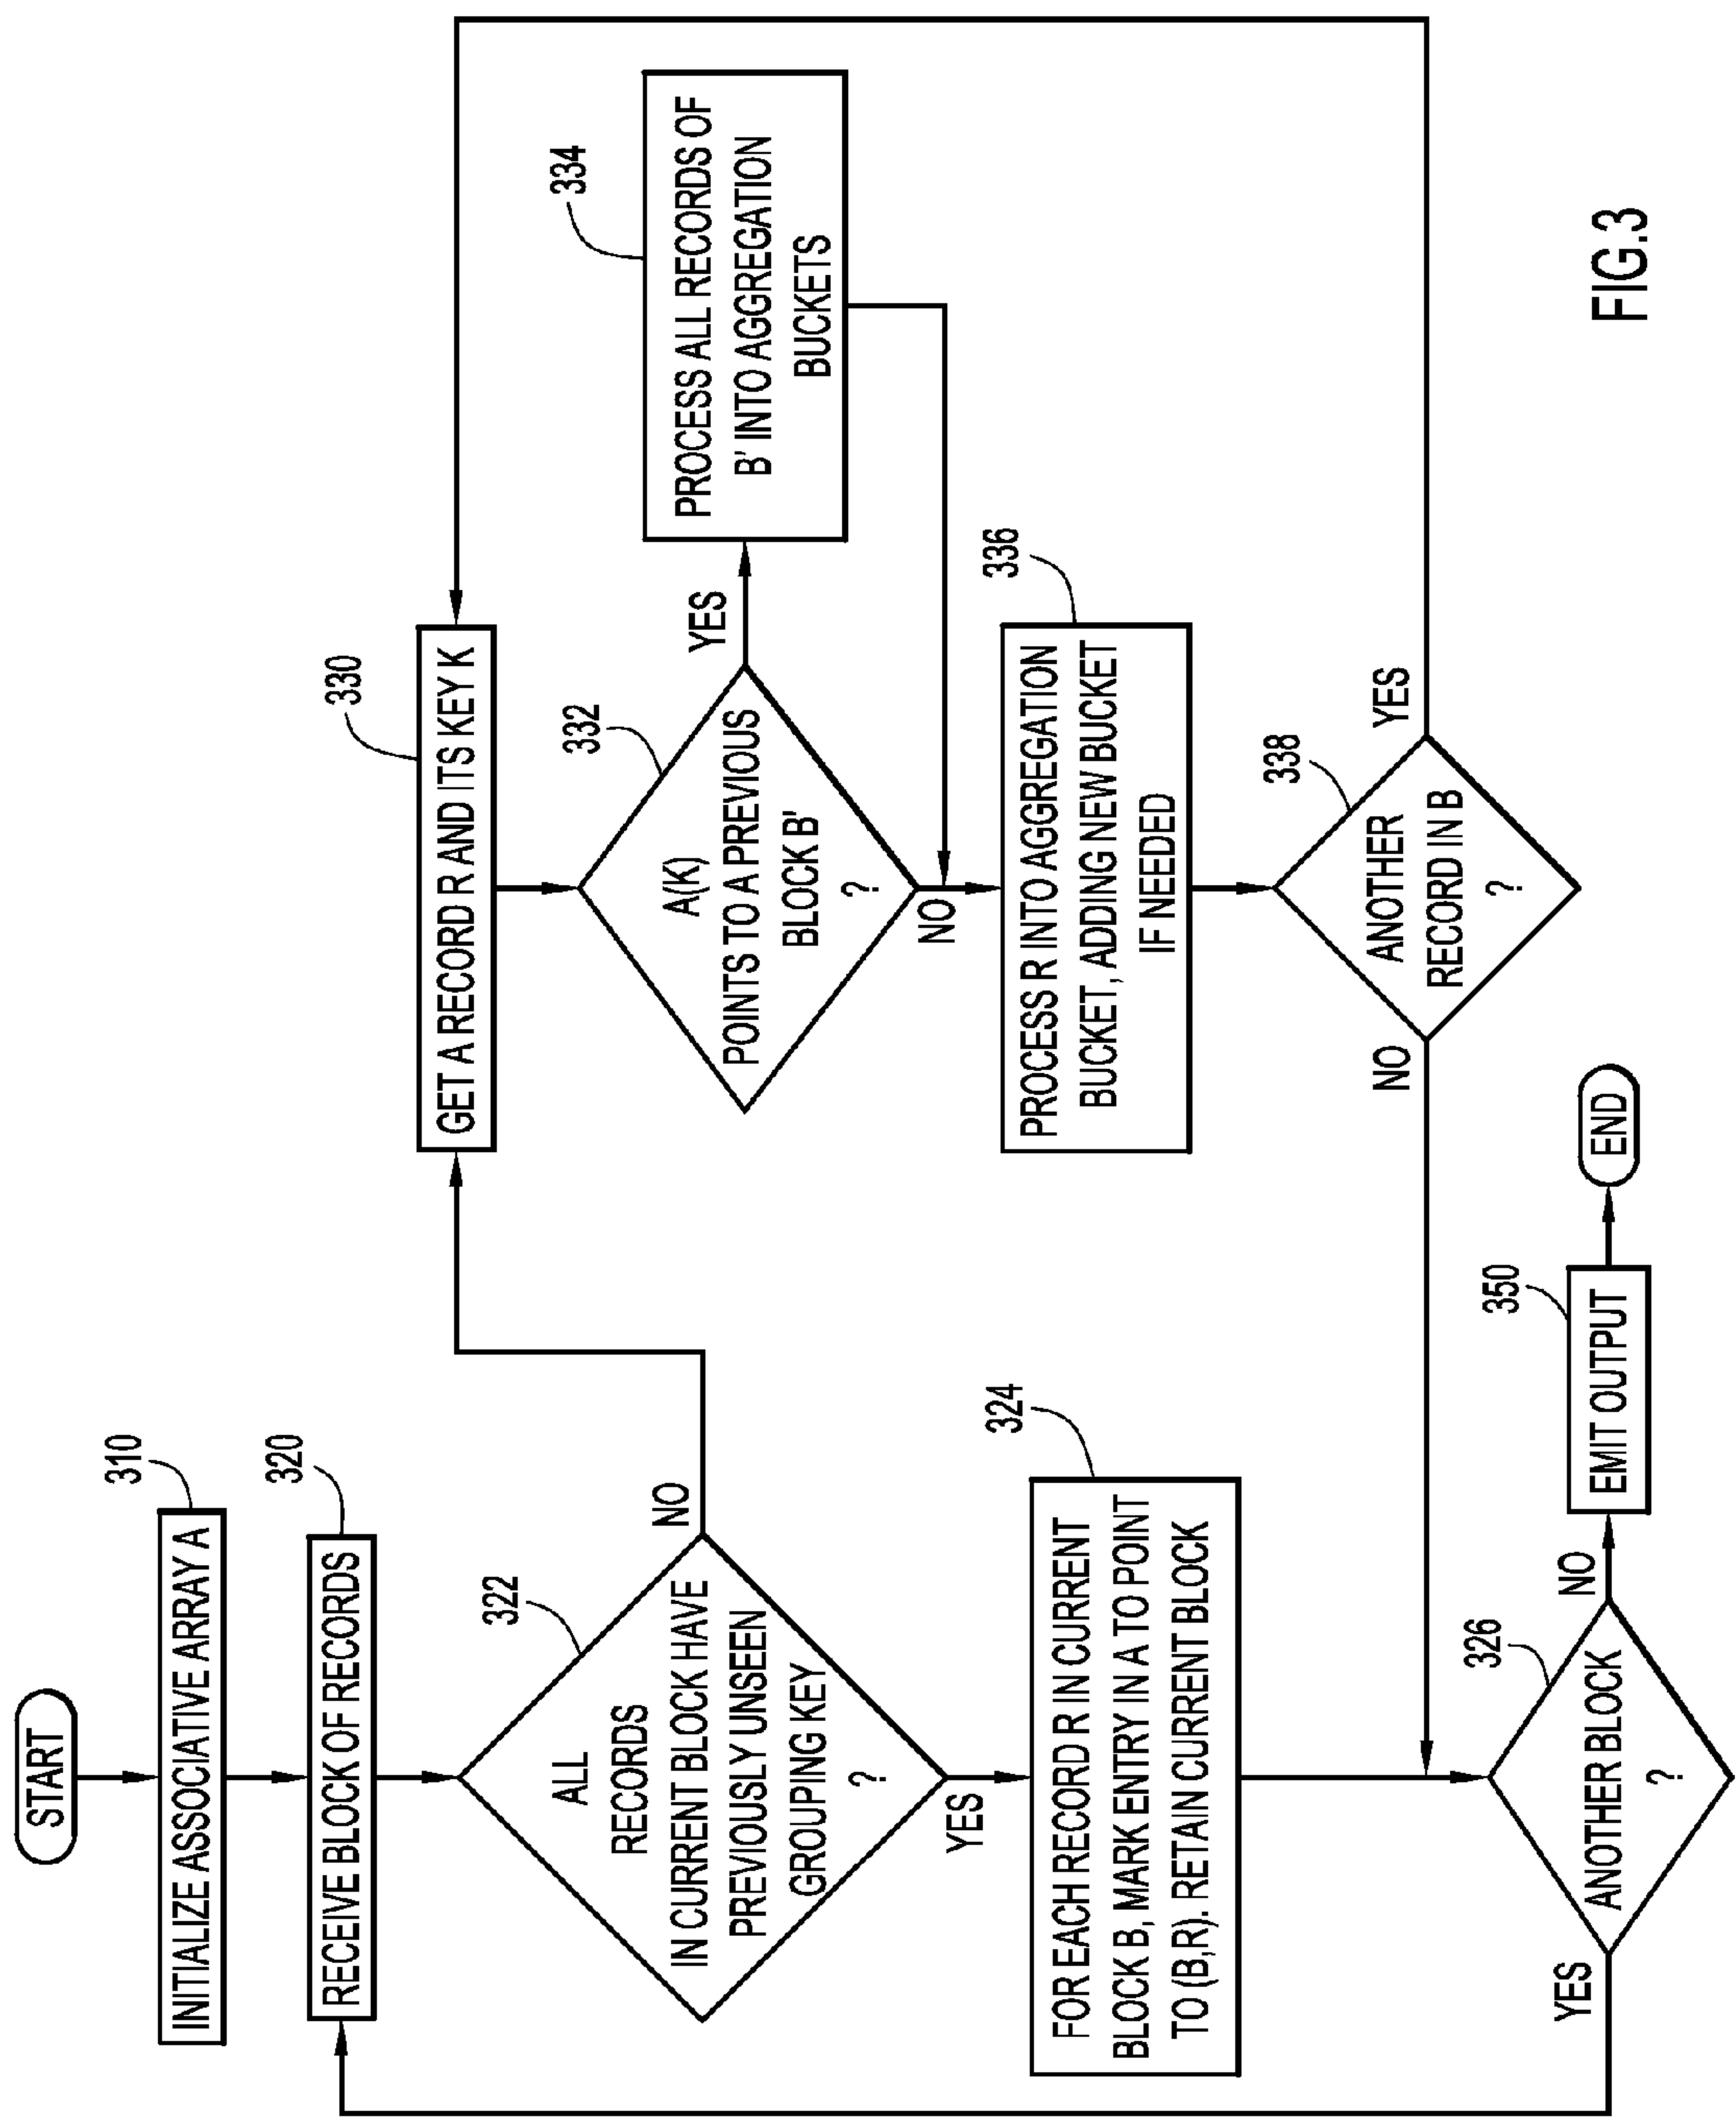 START
310
INITIALIZE ASSOCIATIVE ARRAY A
320
RECEIVE BLOCK OF RECORDS
322
ALL
RECORDS
IN CURRENT BLOCK HAVE
PREVIOUSLY UNSEEN
GROUPING KEY
?
NO
YES
324
FOR EACH RECORD R IN CURRENT
BLOCK B, MARK ENTRY IN A TO POINT
TO (B,R). RETAIN CURRENT BLOCK
326
ANOTHER BLOCK
?
YES
NO
350
EMIT OUTPUT
END
330
GET A RECORD R AND ITS KEY K
332
A(K)
POINTS TO A PREVIOUS
BLOCK B'
?
YES
NO
334
PROCESS ALL RECORDS OF
B' INTO AGGREGATION
BUCKETS
336
PROCESS R INTO AGGREGATION
BUCKET, ADDING NEW BUCKET
IF NEEDED
338
ANOTHER
RECORD IN B
?
YES
NO
FIG.3